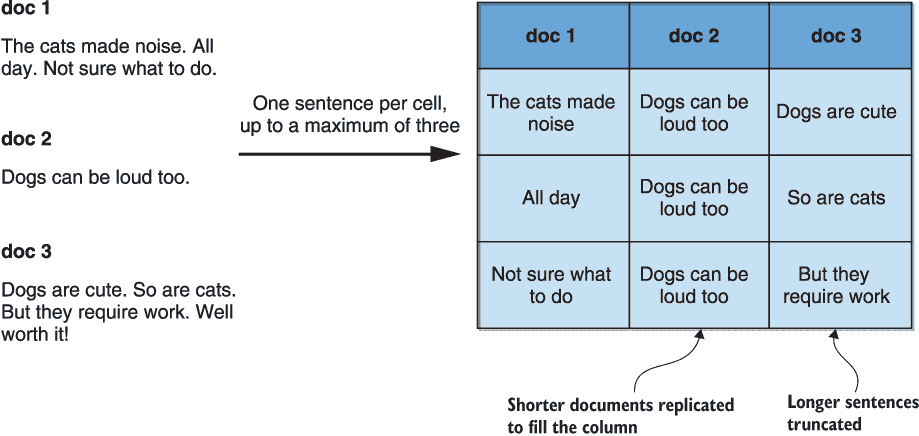 doc 1
The cats made noise. All
day. Not sure what to do.
doc 2
Dogs can be loud too.
doc 3
Dogs are cute. So are cats.
But they require work. Well
worth it!
One sentence per cell,
up to a maximum of three
doc 1
doc 2
doc 3
The cats made
noise
Dogs can be
loud too
Dogs are cute
All day
Dogs can be
loud too
So are cats
Not sure what
to do
Dogs can be
loud too
But they
require work
Shorter documents replicated
to fill the column
Longer sentences
truncated